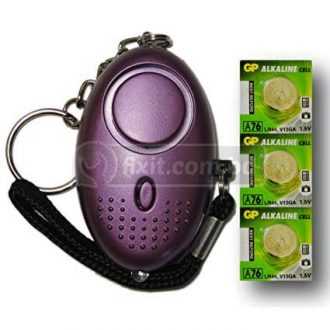 fixit.com.
GP ALKALINE CELL
A76 LR44, V13GA 1.5V
GP ALKALINE CELL
A76 LR44, V13GA 1.5V
GP ALKALINE CELL
A76 LR44, V13GA 1.5V